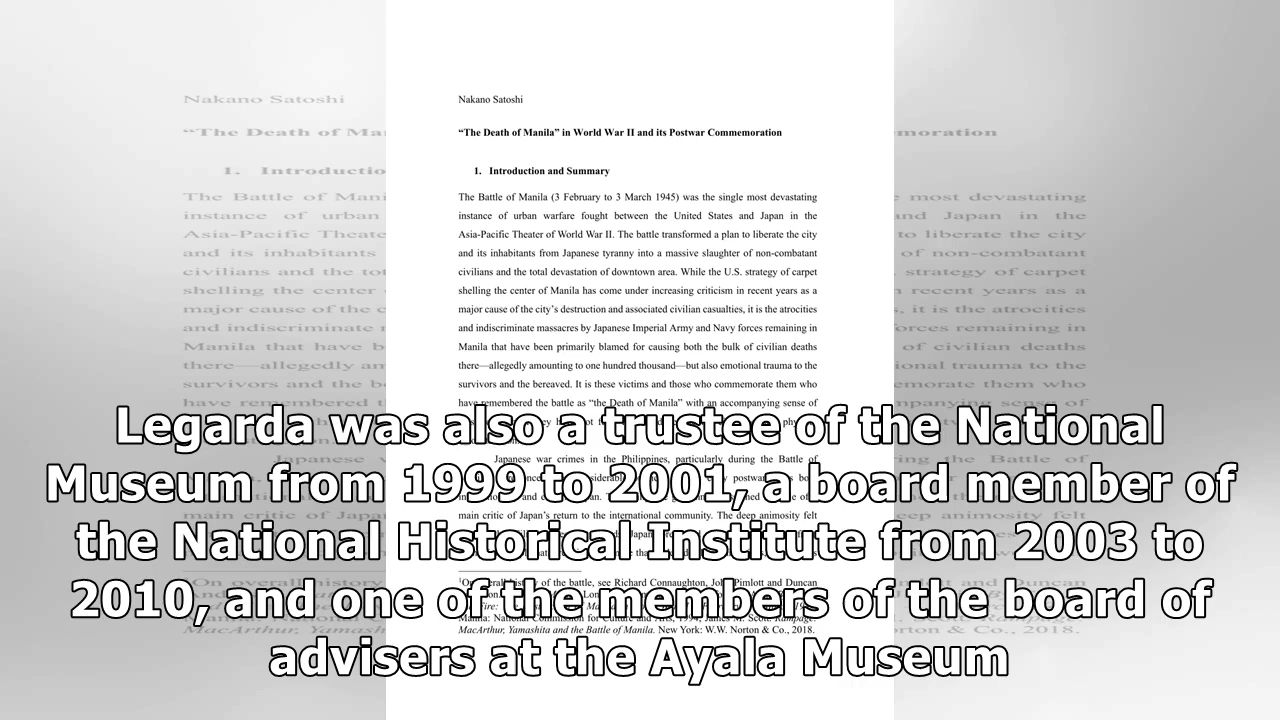 Nakano Satoshi
“The Death of Manila” in World War II and its Postwar Commemoration
1. Introduction and Summary
The Battle of Manila (3 February to 3 March 1945) was the single most devastating
instance of urban warfare fought between the United States and Japan in the
Asia-Pacific Theater of World War II. The battle transformed a plan to liberate the city
and its inhabitants from Japanese tyranny into a massive slaughter of non-combatant
civilians and the total devastation of downtown area. While the U.S. strategy of carpet
shelling the center of Manila has come under increasing criticism in recent years as a
major cause of the city’s destruction and associated civilian casualties, it is the atrocities
and indiscriminate massacres by Japanese Imperial Army and Navy forces remaining in
Manila that have been primarily blamed for causing both the bulk of civilian deaths
there—allegedly amounting to one hundred thousand—but also emotional trauma to the
survivors and the bereaved. It is these victims and those who commemorate them who
have remembered the battle as “the Death of Manila” with an accompanying sense of
Japanese war crimes in the Philippines, particularly during the Battle of
main critic of Japan’s return to the international community. The deep animosity felt
MacArthur, Yamashita and the Battle of Manila. New York: W.W. Norton & Co., 2018.
Legarda was also a trustee of the National
Museum from 1999 to 2001, a board member of
the National Historical Institute from 2003 to
2010, and one of the members of the board of
advisers at the Ayala Museum